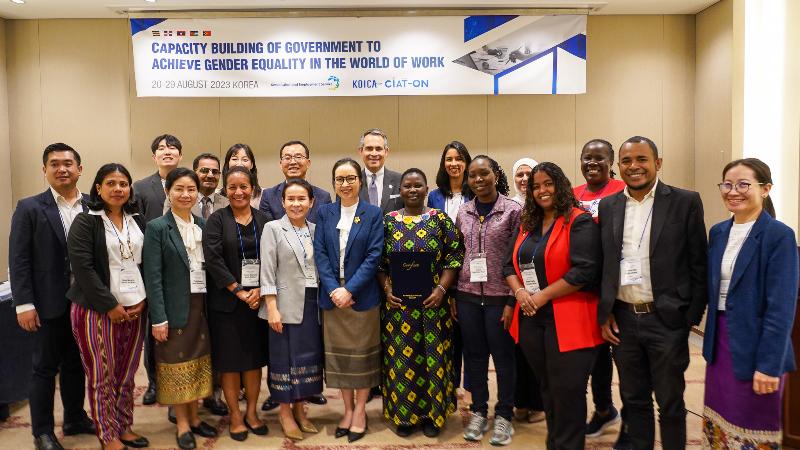 CAPACITY BUILDING OF GOVERNMENT TO
ACHIEVE GENDER EQUALITY IN THE WORLD OF WORK
20-29 AUGUST 2023 KOREA
KOICA CIAT-ON